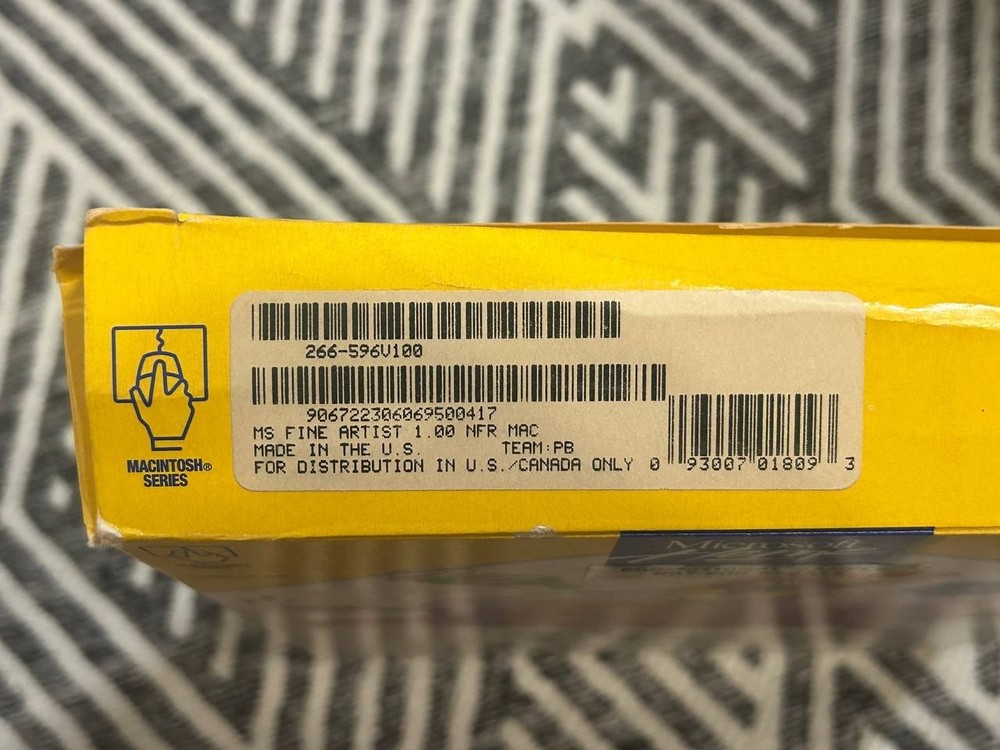 266-596V100
906722306069500417
MS FINE ARTIST 1.00 NFR MAC
MADE IN THE U.S. TEAM:PB
FOR DISTRIBUTION IN U.S./CANADA ONLY
0 93007 01809 3
MACINTOSH®
SERIES
Microsoft